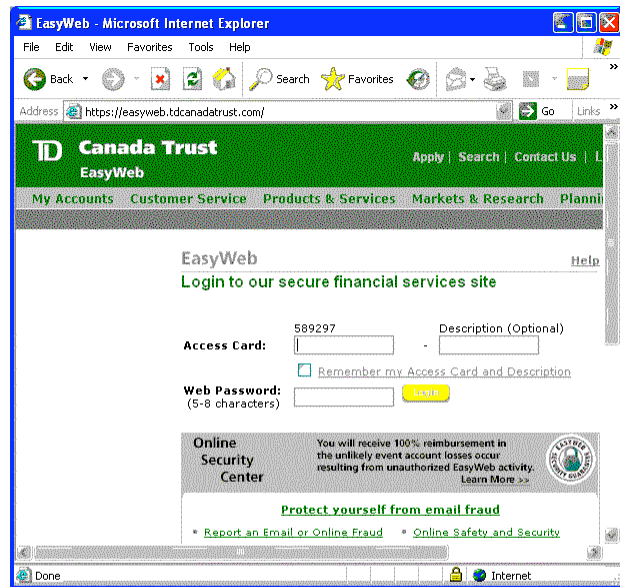 EasyWeb - Microsoft Internet Explorer
File Edit View Favorites Tools Help
Back Search Favorites »
Address https://easyweb.tdcanadatrust.com/ Go Links »
TD Canada Trust
EasyWeb
Apply | Search | Contact Us | L
My Accounts Customer Service Products & Services Markets & Research Planni
EasyWeb Help
Login to our secure financial services site
589297 Description (Optional)
Access Card: -
Remember my Access Card and Description
Web Password: Login
(5-8 characters)
Online
Security
Center
You will receive 100% reimbursement in
the unlikely event account losses occur
resulting from unauthorized EasyWeb activity.
Learn More >>
EASYWEB SECURITY GUARANTEE
Protect yourself from email fraud
Report an Email or Online Fraud Online Safety and Security
Done Internet